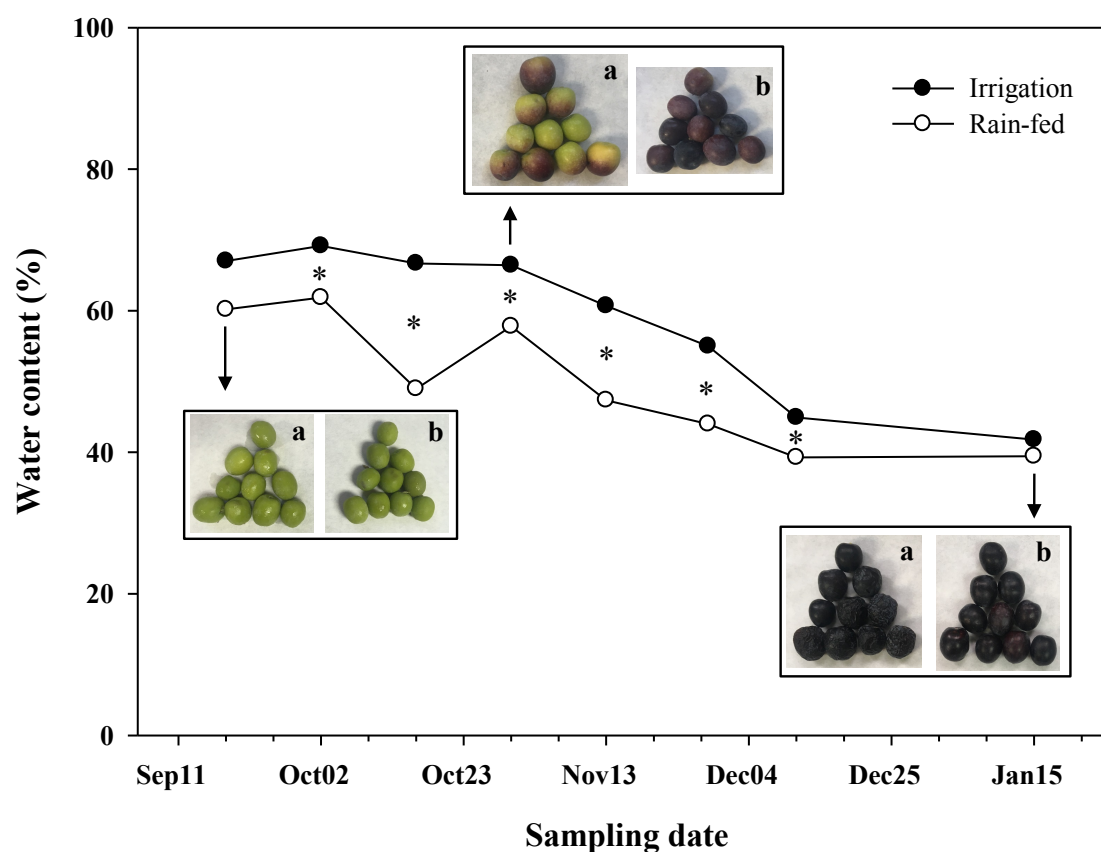 100
a
b
Irrigation
Rain-fed
80
*
*
*
60
*
*
*
40
a
b
a
b
20
0
Sep11 Oct02 Oct23 Nov13 Dec04 Dec25 Jan15
Water content (%)
Sampling date